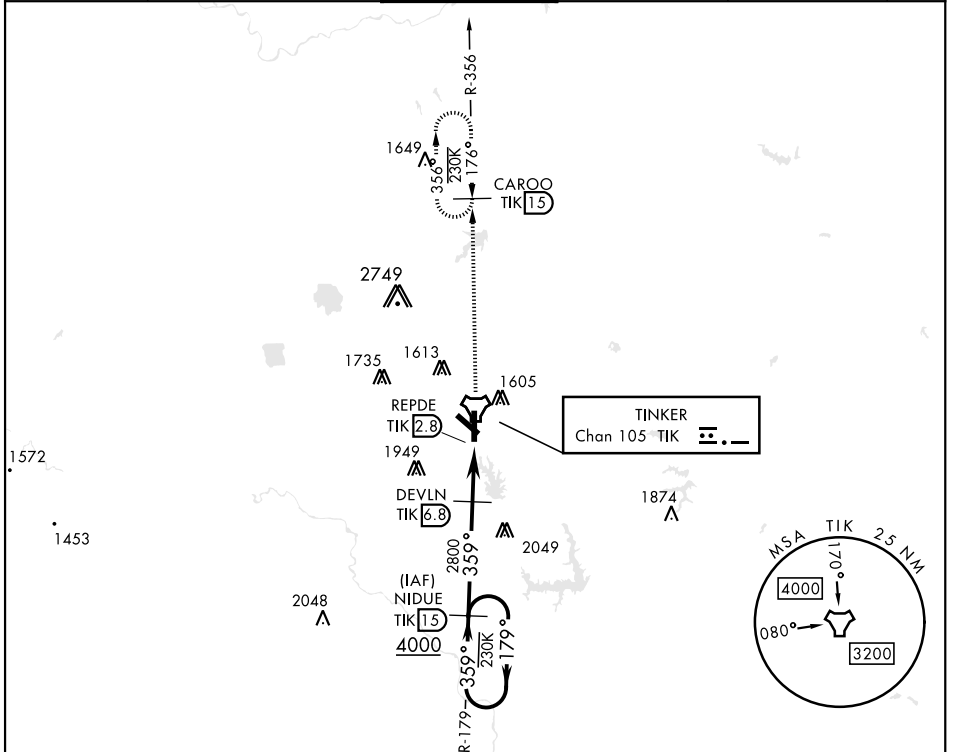 R-356
1649
356°
230K
176°
CAROO
TIK 15
2749
1735
1613
1605
REPDE
TIK 2.8
TINKER
Chan 105 TIK
1949
1572
DEVLN
TIK 6.8
1874
1453
2049
2800
359°
(IAF)
NIDUE
TIK 15
4000
2048
359°
230K
179°
R-179
MSA TIK 25 NM
170°
4000
080°
3200